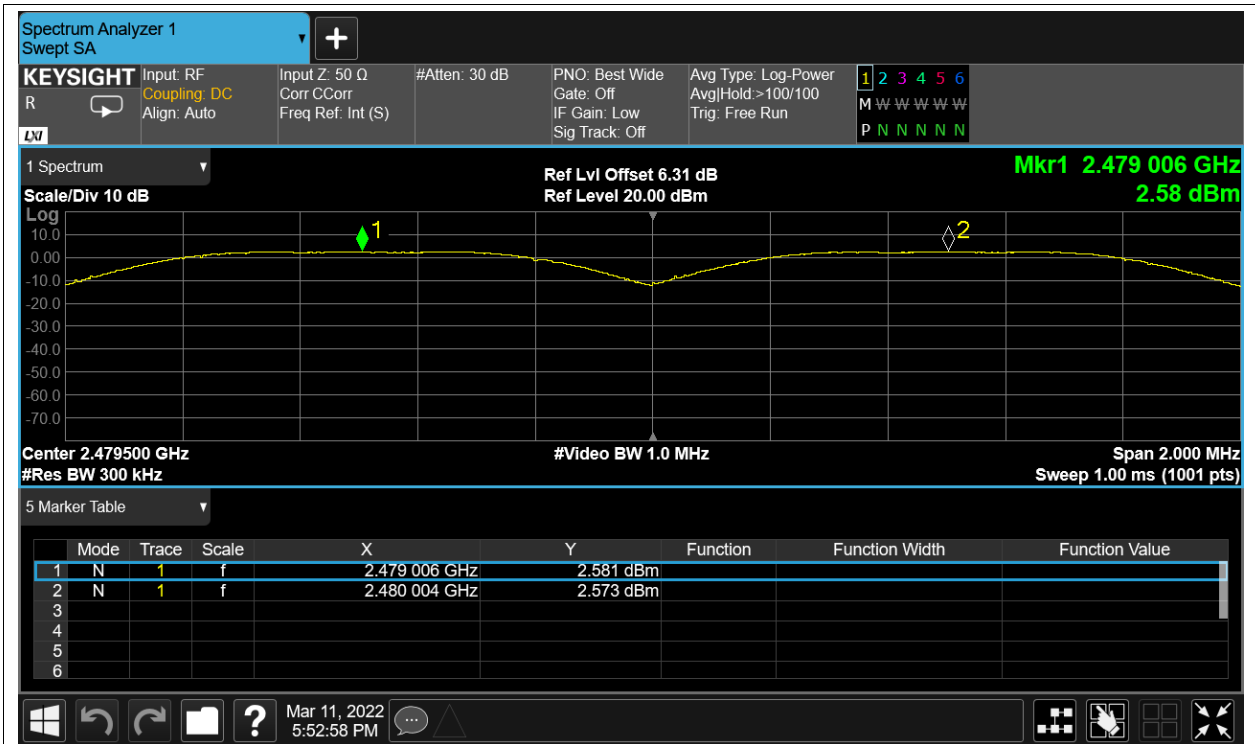 Spectrum Analyzer 1
Swept SA
KEYSIGHT
R
LXI
Input: RF
Coupling: DC
Align: Auto
Input Z: 50 Ω
Corr CCorr
Freq Ref: Int (S)
#Atten: 30 dB
PNO: Best Wide
Gate: Off
IF Gain: Low
Sig Track: Off
Avg Type: Log-Power
Avg|Hold:>100/100
Trig: Free Run
1 2 3 4 5 6
M W W W W W
P N N N N N
1 Spectrum
Scale/Div 10 dB
Ref Lvl Offset 6.31 dB
Ref Level 20.00 dBm
Mkr1 2.479 006 GHz
2.58 dBm
Log
10.0
0.00
-10.0
-20.0
-30.0
-40.0
-50.0
-60.0
-70.0
1
2
Center 2.479500 GHz
#Res BW 300 kHz
#Video BW 1.0 MHz
Span 2.000 MHz
Sweep 1.00 ms (1001 pts)
5 Marker Table
Mode Trace Scale X Y Function Function Width Function Value
1 N 1 f 2.479 006 GHz 2.581 dBm
2 N 1 f 2.480 004 GHz 2.573 dBm
3
4
5
6
?
Mar 11, 2022
5:52:58 PM